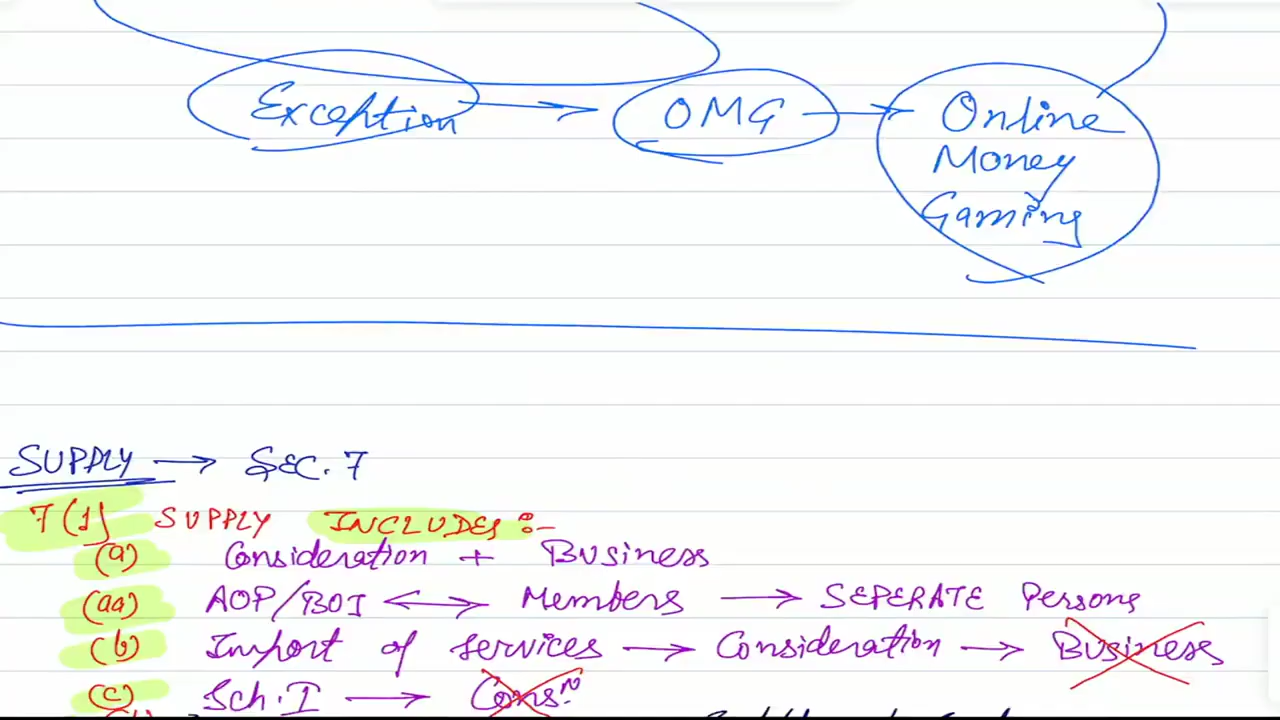 Exception → OMG → Online
Money
Gaming
SUPPLY → SEC. 7
7(1) SUPPLY INCLUDES :-
(a) Consideration + Business
(aa) AOP/BOI ↔ Members → SEPERATE Persons
(b) Import of services → Consideration → Business
(c) Sch. I → Consⁿ.